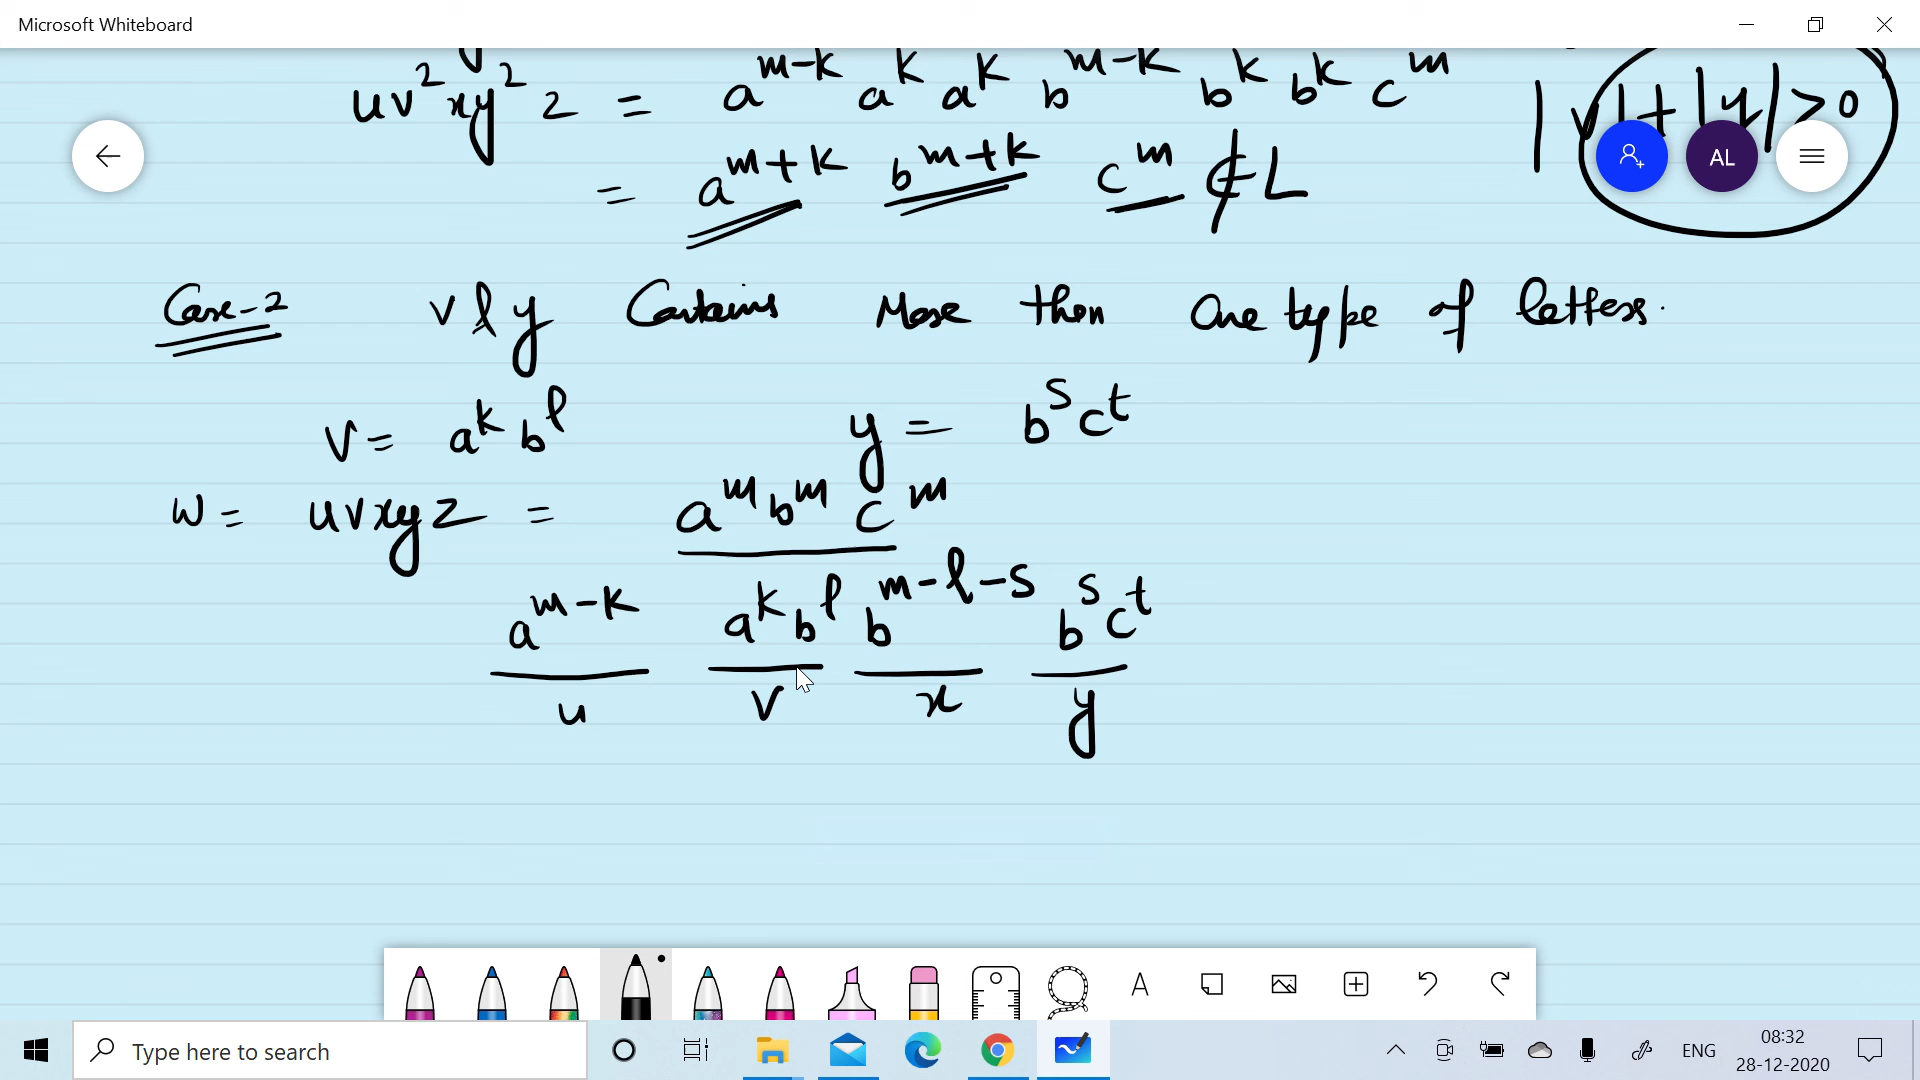 Microsoft Whiteboard
uv²xy²z = a^{m-k} a^k a^k b^{m-k} b^k b^k c^m
|v|+|y|>0
= a^{m+k} b^{m+k} c^m ∉ L
AL
Case-2 v & y Contains More then One type of letters.
v = a^k b^l y = b^s c^t
w = uvxyz = a^m b^m c^m
a^{m-k} a^k b^l b^{m-l-s} b^s c^t
u v x y
A
Type here to search
ENG
08:32
28-12-2020